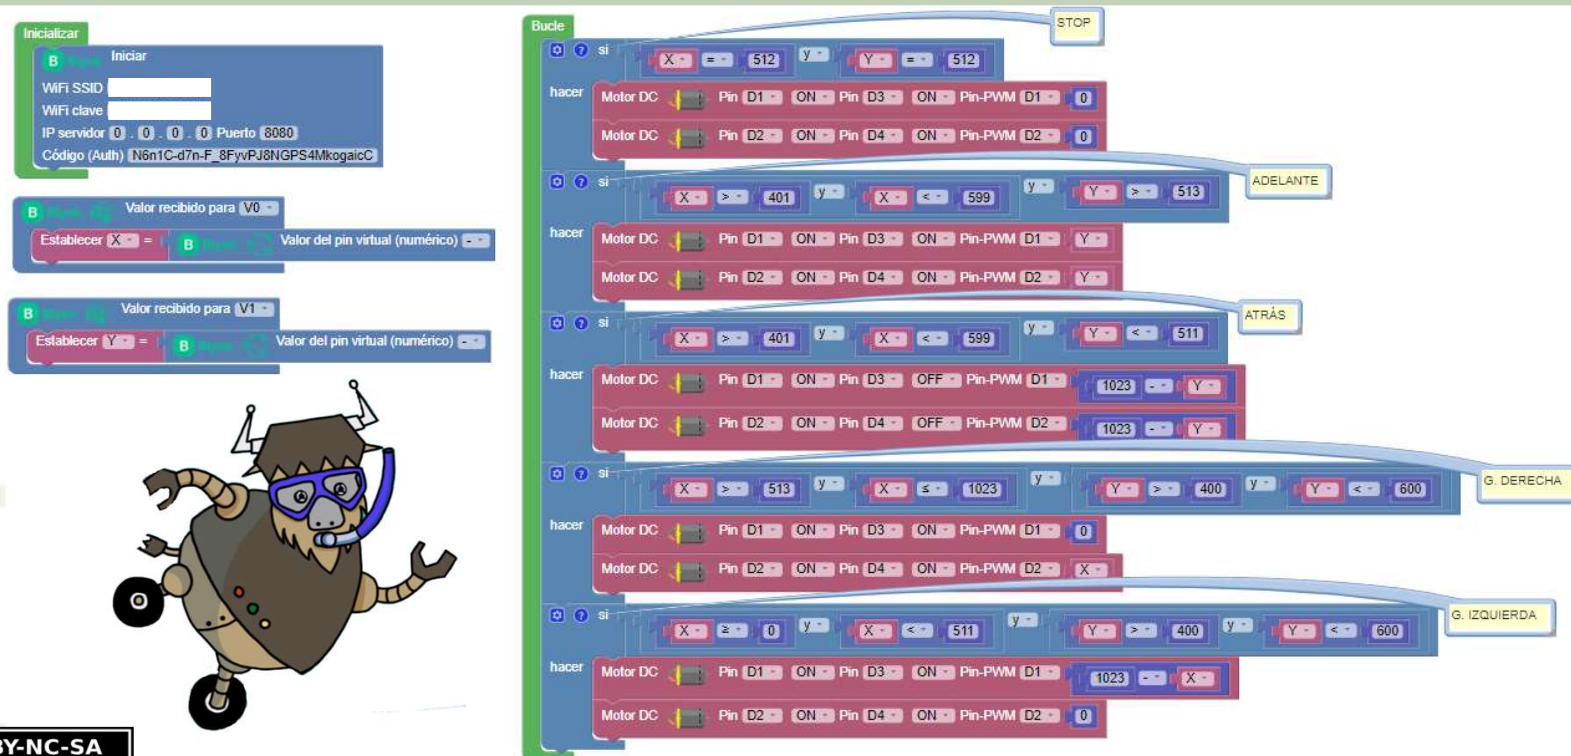 Inicializar
B Blynk Iniciar
WiFi SSID
WiFi clave
IP servidor 0 . 0 . 0 . 0 Puerto 8080
Código (Auth) N6n1C-d7n-F_8FyvPJ8NGPS4MkogaicC
B Blynk Valor recibido para V0
Establecer X = B Blynk Valor del pin virtual (numérico) -
B Blynk Valor recibido para V1
Establecer Y = B Blynk Valor del pin virtual (numérico) -
BY-NC-SA
Bucle
STOP
si X = 512 y Y = 512
hacer Motor DC Pin D1 ON Pin D3 ON Pin-PWM D1 0
Motor DC Pin D2 ON Pin D4 ON Pin-PWM D2 0
ADELANTE
si X > 401 y X < 599 y Y > 513
hacer Motor DC Pin D1 ON Pin D3 ON Pin-PWM D1 Y
Motor DC Pin D2 ON Pin D4 ON Pin-PWM D2 Y
ATRÁS
si X > 401 y X < 599 y Y < 511
hacer Motor DC Pin D1 ON Pin D3 OFF Pin-PWM D1 1023 - Y
Motor DC Pin D2 ON Pin D4 OFF Pin-PWM D2 1023 - Y
G. DERECHA
si X > 513 y X ≤ 1023 y Y > 400 y Y < 600
hacer Motor DC Pin D1 ON Pin D3 ON Pin-PWM D1 0
Motor DC Pin D2 ON Pin D4 ON Pin-PWM D2 X
G. IZQUIERDA
si X ≥ 0 y X < 511 y Y > 400 y Y < 600
hacer Motor DC Pin D1 ON Pin D3 ON Pin-PWM D1 1023 - X
Motor DC Pin D2 ON Pin D4 ON Pin-PWM D2 0